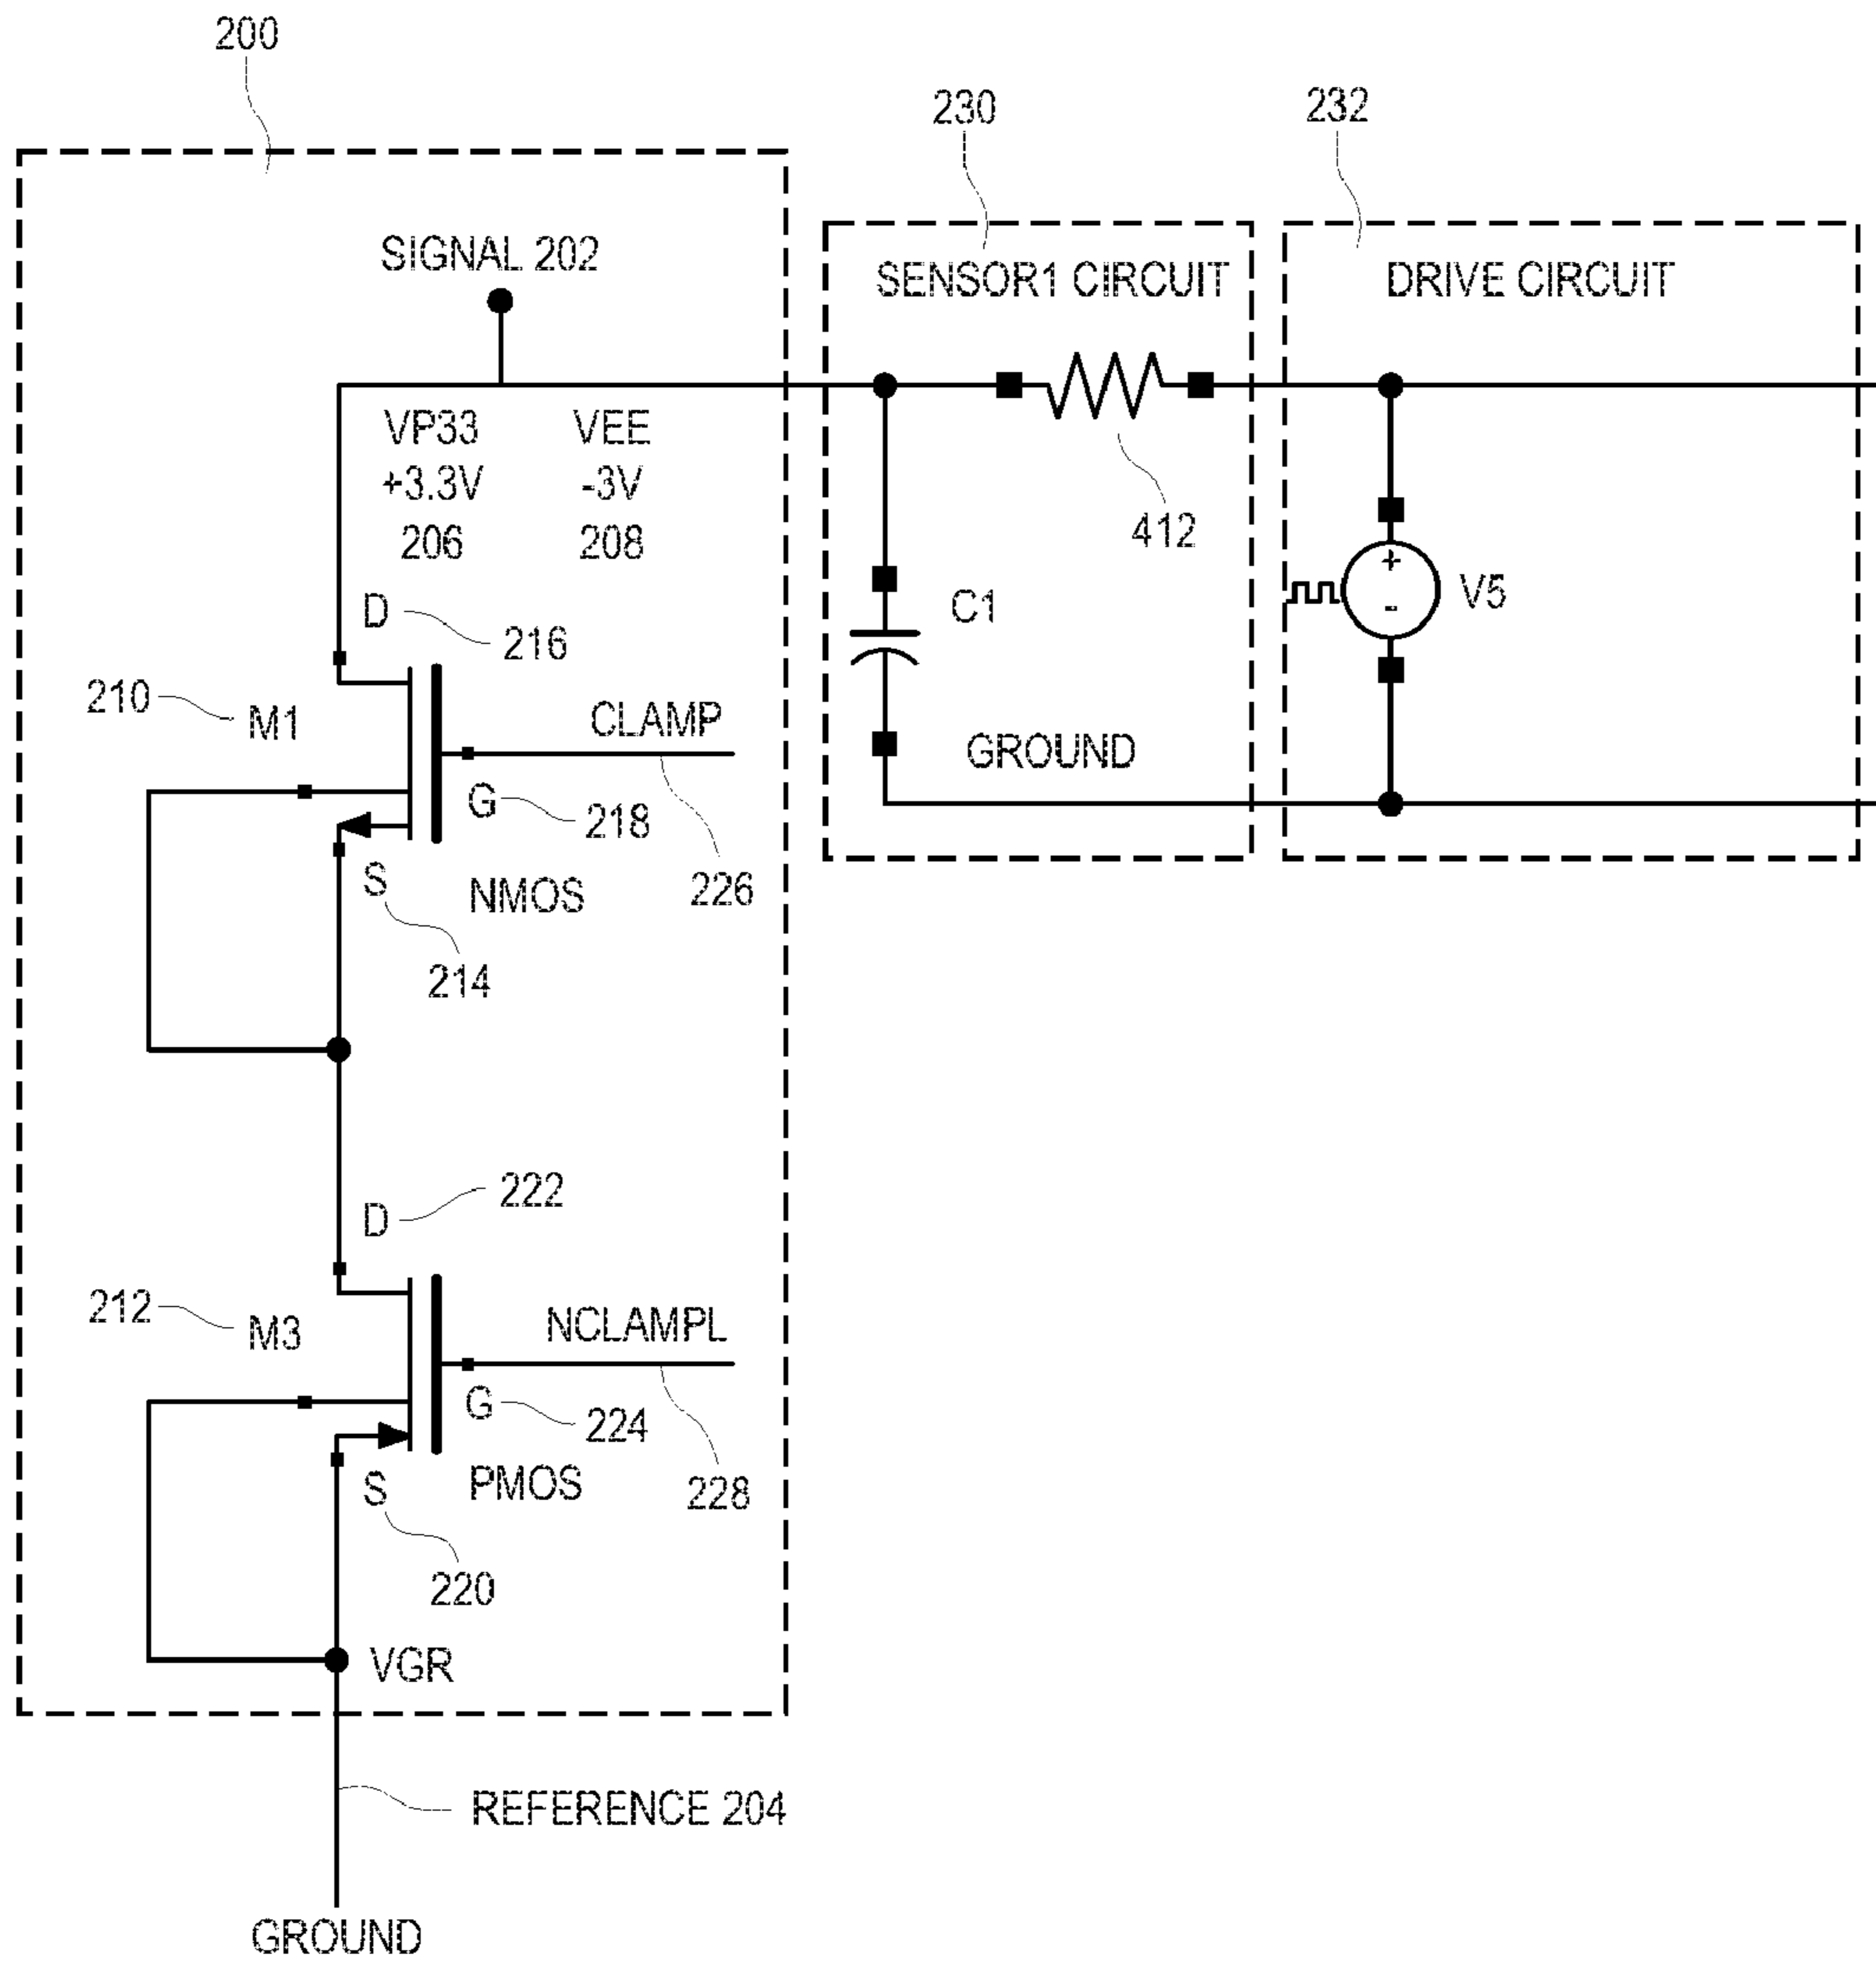 200
230
232
SIGNAL 202
SENSOR1 CIRCUIT
DRIVE CIRCUIT
VP33
+3.3V
206
VEE
-3V
208
412
D
216
C1
+
-
V5
210
M1
CLAMP
GROUND
G
218
S
NMOS
226
214
222
D
212
M3
NCLAMPL
G
224
S
PMOS
228
220
VGR
REFERENCE 204
GROUND